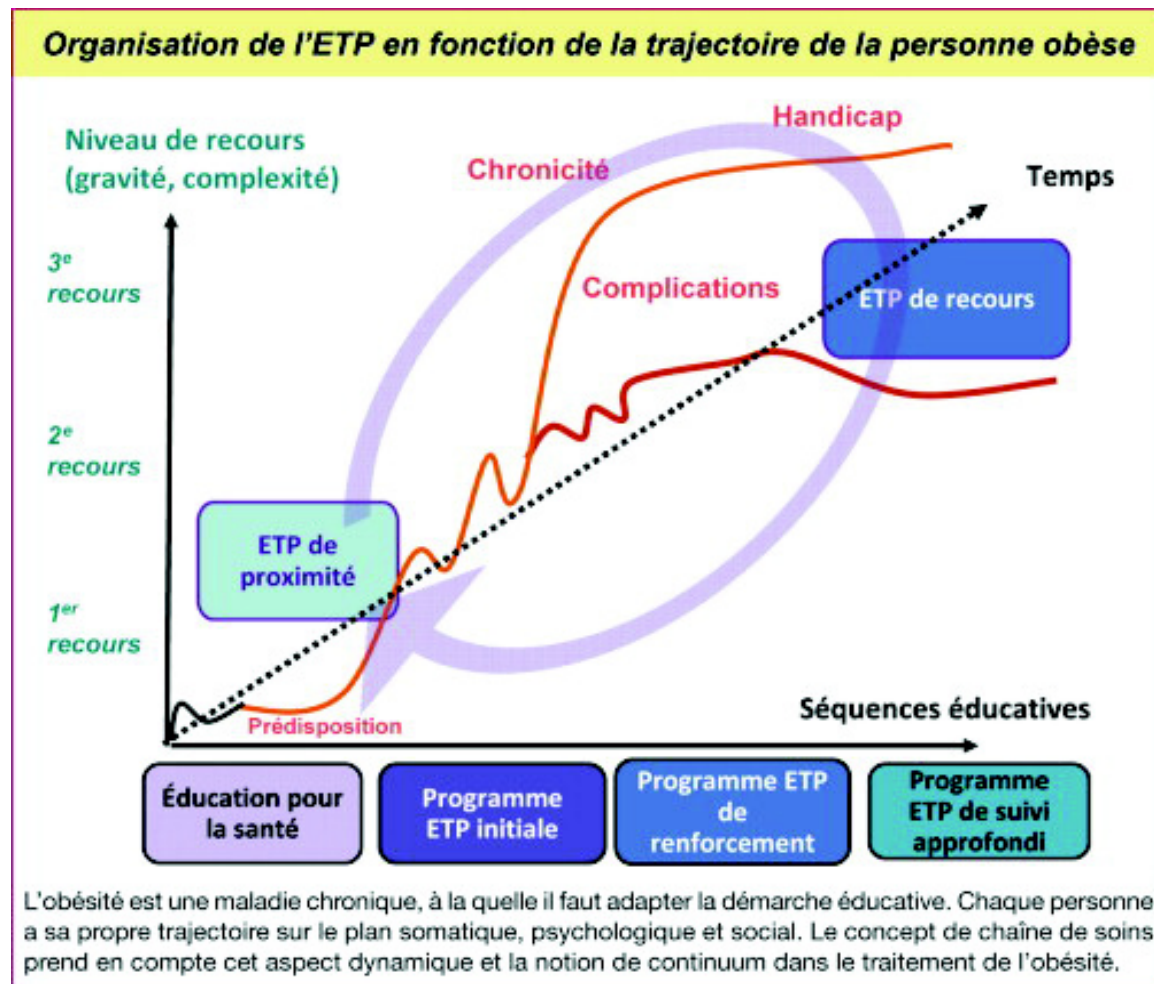 Organisation de l'ETP en fonction de la trajectoire de la personne obèse
Niveau de recours
(gravité, complexité)
Handicap
Chronicité
Temps
3e
recours
Complications
ETP de recours
2e
recours
ETP de
proximité
1er
recours
Prédisposition
Séquences éducatives
Éducation pour
la santé
Programme
ETP initiale
Programme ETP
de
renforcement
Programme
ETP de suivi
approfondi
L'obésité est une maladie chronique, à la quelle il faut adapter la démarche éducative. Chaque personne
a sa propre trajectoire sur le plan somatique, psychologique et social. Le concept de chaîne de soins
prend en compte cet aspect dynamique et la notion de continuum dans le traitement de l'obésité.